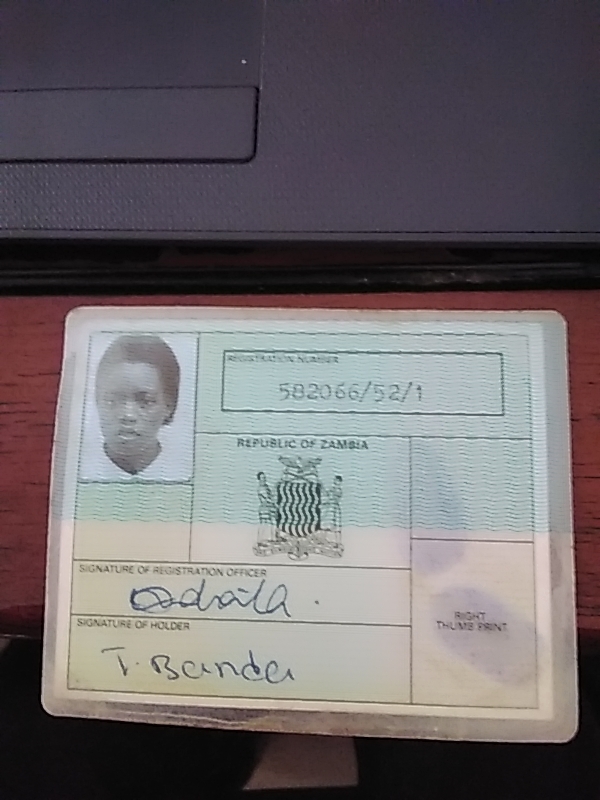 REGISTRATION NUMBER
582066/52/1
REPUBLIC OF ZAMBIA
SIGNATURE OF REGISTRATION OFFICER
SIGNATURE OF HOLDER
T. Banda
RIGHT
THUMB PRINT